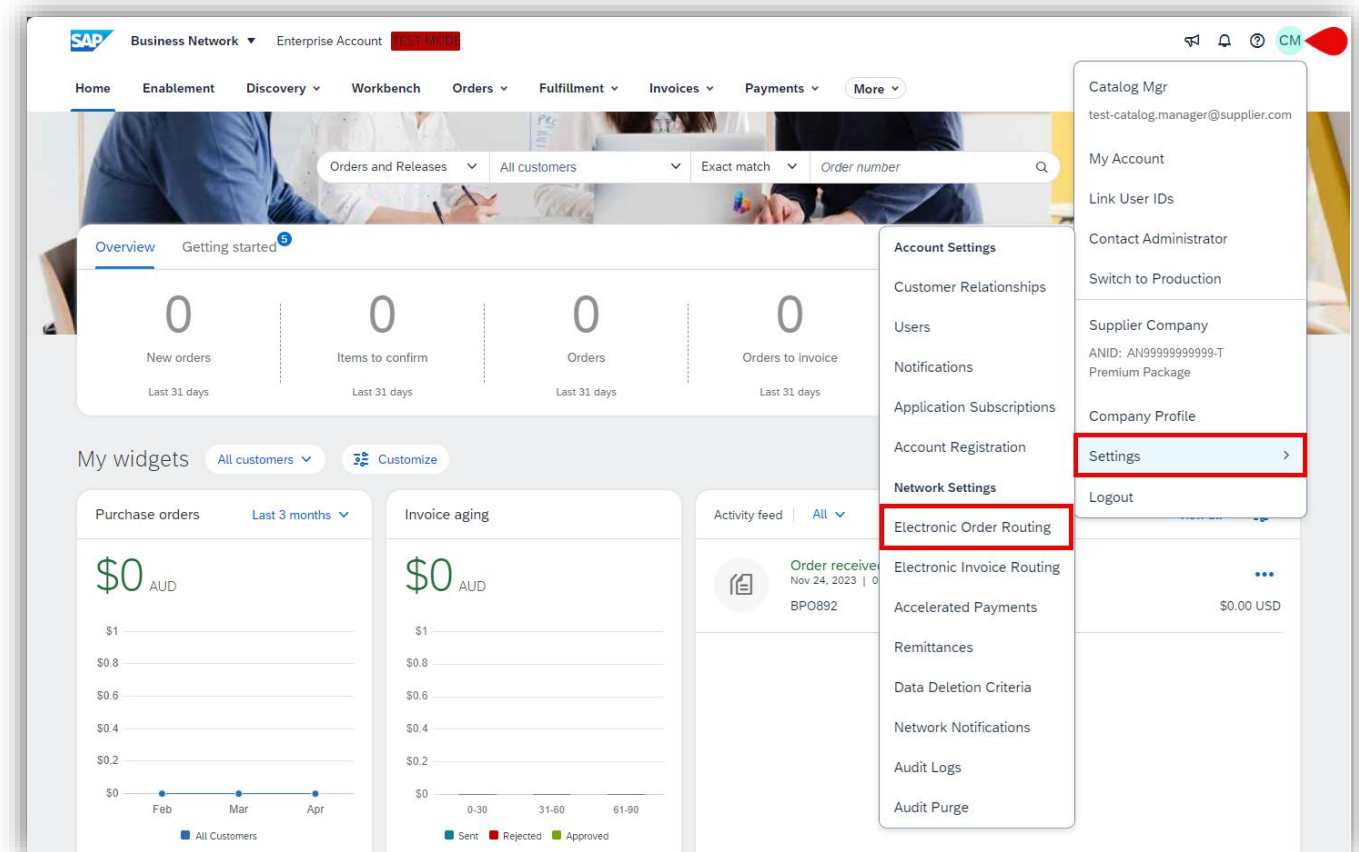 SAP Business Network Enterprise Account TEST MODE CM
Home Enablement Discovery Workbench Orders Fulfillment Invoices Payments More
Orders and Releases All customers Exact match Order number
Overview Getting started 5
0 0 0 0
New orders Items to confirm Orders Orders to invoice
Last 31 days Last 31 days Last 31 days Last 31 days
My widgets All customers Customize
Purchase orders Last 3 months
$0 AUD
$1
$0.8
$0.6
$0.4
$0.2
$0
Feb Mar Apr
All Customers
Invoice aging
$0 AUD
$1
$0.8
$0.6
$0.4
$0.2
$0
0-30 31-60 61-90
Sent Rejected Approved
Activity feed All
Order received
Nov 24, 2023 | 0
BPO892 $0.00 USD
Account Settings
Customer Relationships
Users
Notifications
Application Subscriptions
Account Registration
Network Settings
Electronic Order Routing
Electronic Invoice Routing
Accelerated Payments
Remittances
Data Deletion Criteria
Network Notifications
Audit Logs
Audit Purge
Catalog Mgr
test-catalog.manager@supplier.com
My Account
Link User IDs
Contact Administrator
Switch to Production
Supplier Company
ANID: AN99999999999-T
Premium Package
Company Profile
Settings
Logout